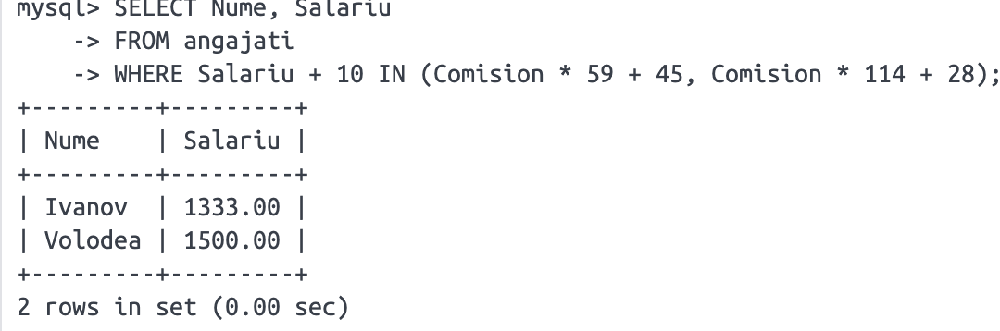 mysql> SELECT Nume, Salariu
    -> FROM angajati
    -> WHERE Salariu + 10 IN (Comision * 59 + 45, Comision * 114 + 28);
+---------+---------+
| Nume    | Salariu |
+---------+---------+
| Ivanov  | 1333.00 |
| Volodea | 1500.00 |
+---------+---------+
2 rows in set (0.00 sec)